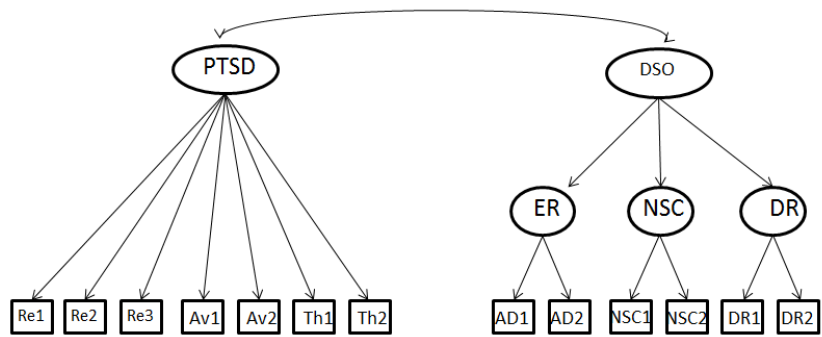 PTSD
DSO
ER
NSC
DR
Re1
Re2
Re3
Av1
Av2
Th1
Th2
AD1
AD2
NSC1
NSC2
DR1
DR2